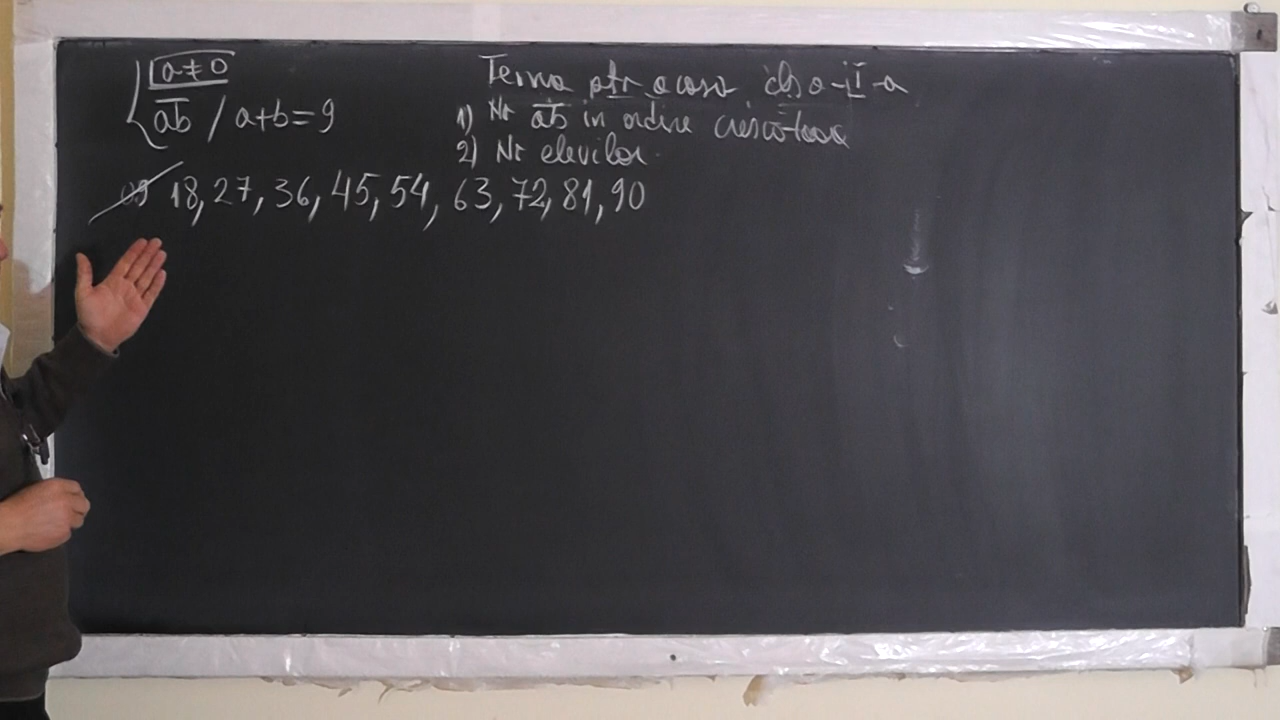 a≠0
ab / a+b=9
Tema ptr acasa cls a-II-a
1) Nr ab in ordine crescatoare
2) Nr elevilor
09 18, 27, 36, 45, 54, 63, 72, 81, 90